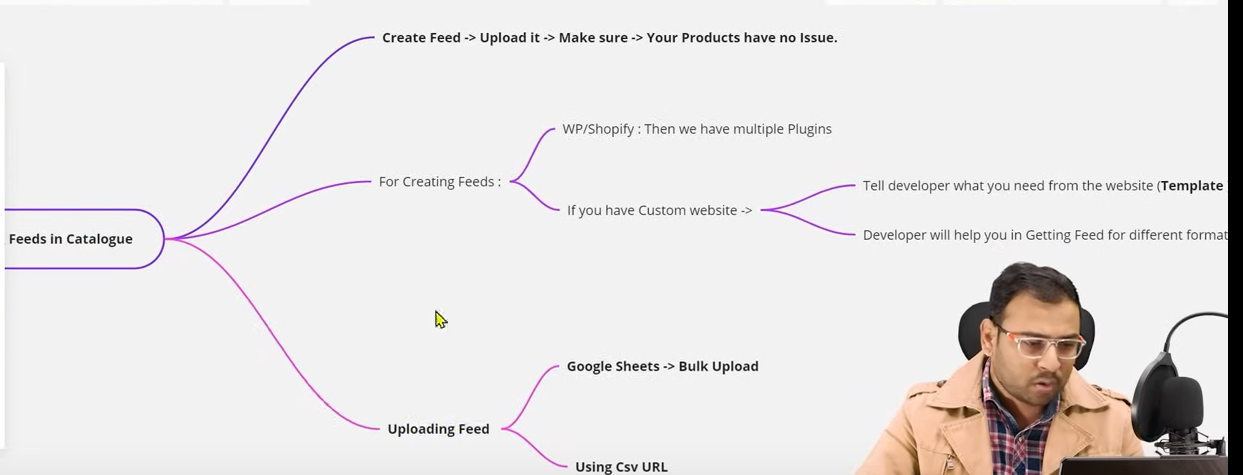 Create Feed -> Upload it -> Make sure -> Your Products have no Issue.
WP/Shopify : Then we have multiple Plugins
For Creating Feeds :
Tell developer what you need from the website (Template
If you have Custom website ->
Developer will help you in Getting Feed for different format
Feeds in Catalogue
Google Sheets -> Bulk Upload
Uploading Feed
Using Csv URL